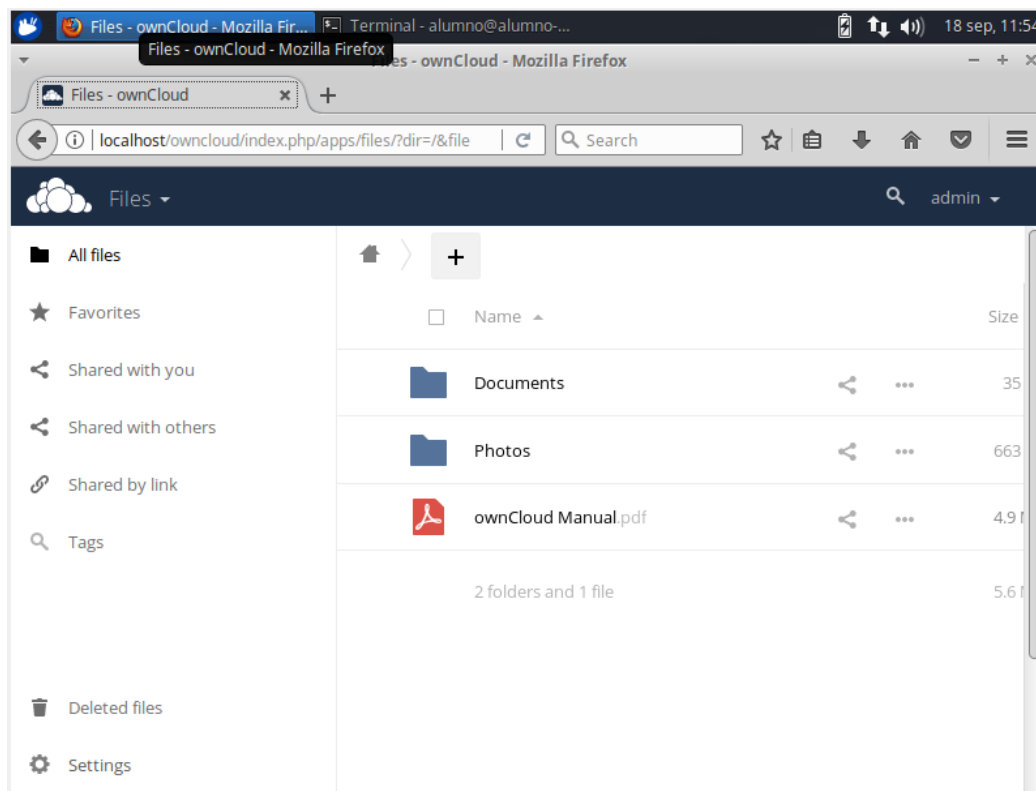 Files - ownCloud - Mozilla Fir... Terminal - alumno@alumno-... 18 sep, 11:54
Files - ownCloud - Mozilla Firefox
es - ownCloud - Mozilla Firefox
Files - ownCloud
localhost/owncloud/index.php/apps/files/?dir=/&file Search
Files admin
All files
Favorites
Shared with you
Shared with others
Shared by link
Tags
Deleted files
Settings
Name Size
Documents 35
Photos 663
ownCloud Manual.pdf 4.9
2 folders and 1 file 5.6